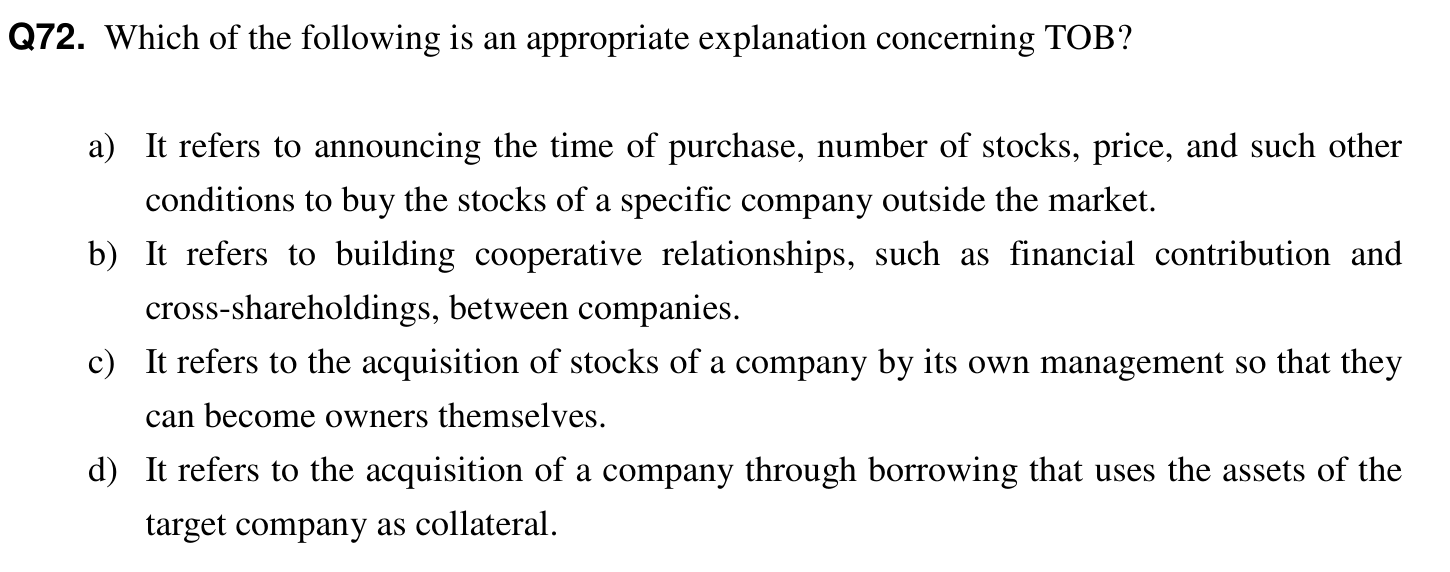 Q72. Which of the following is an appropriate explanation concerning TOB?
a) It refers to announcing the time of purchase, number of stocks, price, and such other
conditions to buy the stocks of a specific company outside the market.
b) It refers to building cooperative relationships, such as financial contribution and
cross-shareholdings, between companies.
c) It refers to the acquisition of stocks of a company by its own management so that they
can become owners themselves.
d) It refers to the acquisition of a company through borrowing that uses the assets of the
target company as collateral.